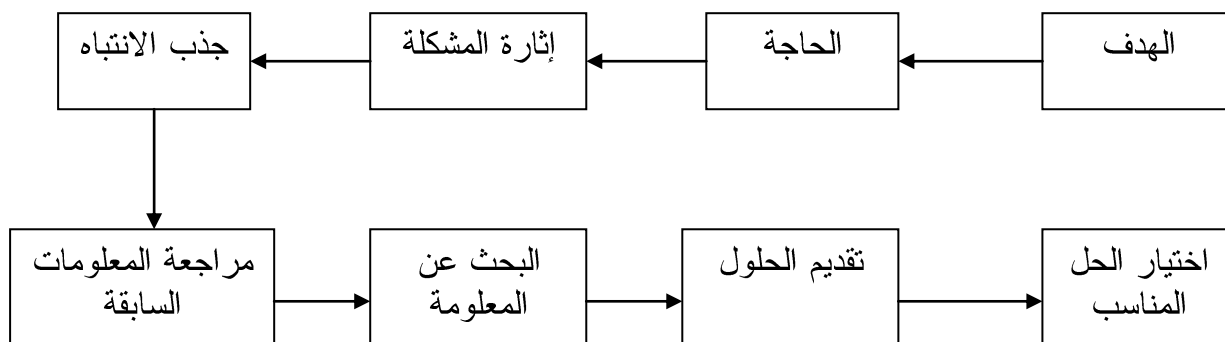 الهدف
الحاجة
إثارة المشكلة
جذب الانتباه
مراجعة المعلومات
السابقة
البحث عن
المعلومة
تقديم الحلول
اختيار الحل
المناسب